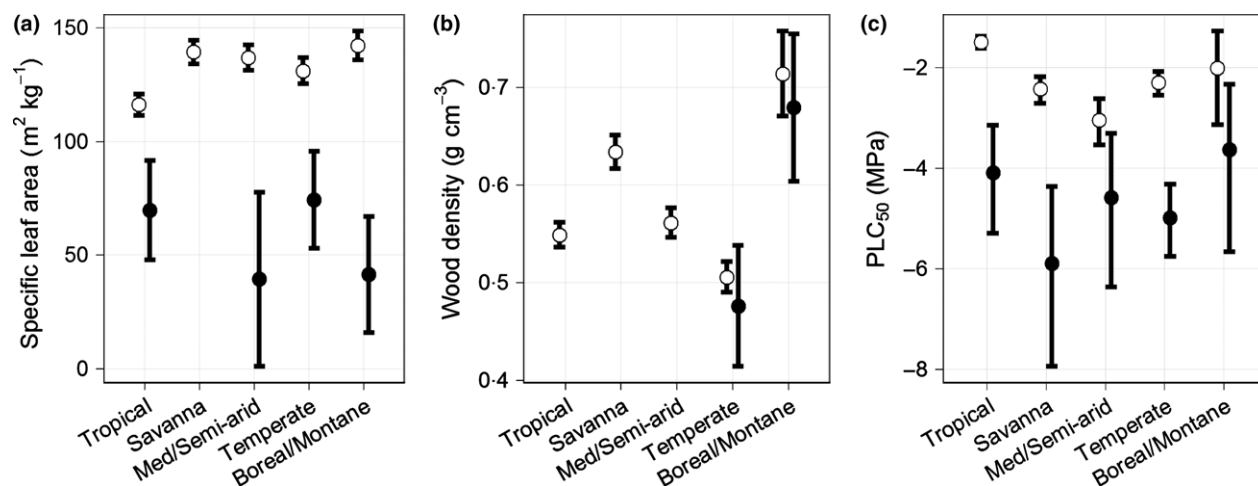 (a)
Specific leaf area (m² kg⁻¹)
150
100
50
0
Tropical
Savanna
Med/Semi-arid
Temperate
Boreal/Montane
(b)
Wood density (g cm⁻³)
0·7
0·6
0·5
0·4
Tropical
Savanna
Med/Semi-arid
Temperate
Boreal/Montane
(c)
PLC₅₀ (MPa)
−2
−4
−6
−8
Tropical
Savanna
Med/Semi-arid
Temperate
Boreal/Montane